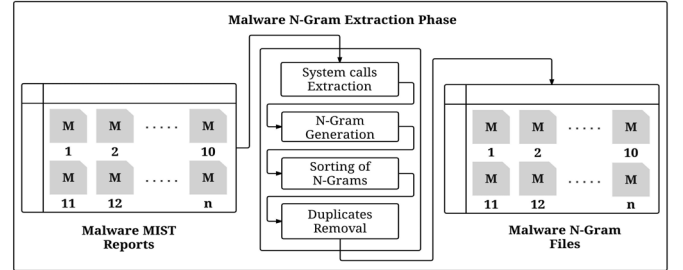 Malware N-Gram Extraction Phase
M M ..... M
1 2 10
M M ..... M
11 12 n
Malware MIST
Reports
System calls
Extraction
N-Gram
Generation
Sorting of
N-Grams
Duplicates
Removal
M M ..... M
1 2 10
M M ..... M
11 12 n
Malware N-Gram
Files